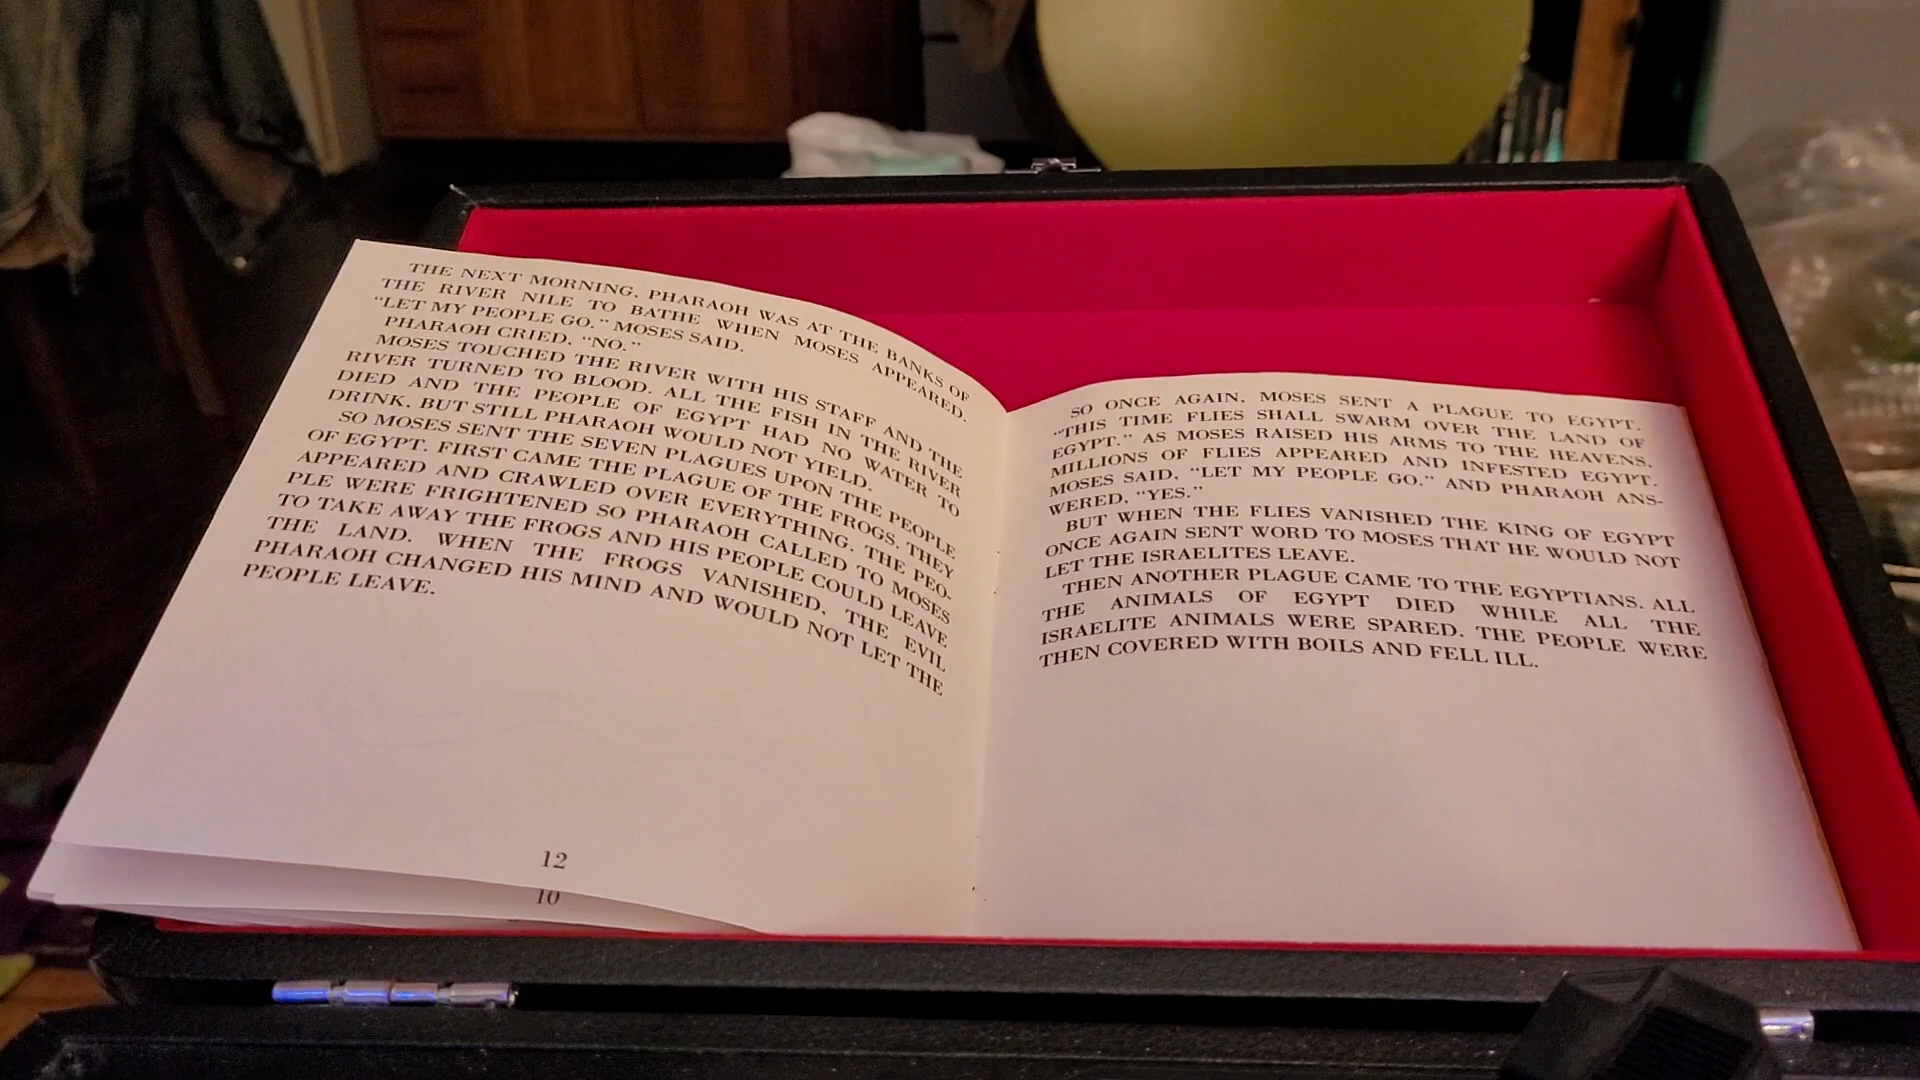 THE NEXT MORNING, PHARAOH WAS AT THE BANKS OF
THE RIVER NILE TO BATHE WHEN MOSES APPEARED.
"LET MY PEOPLE GO." MOSES SAID.
PHARAOH CRIED, "NO."
MOSES TOUCHED THE RIVER WITH HIS STAFF AND THE
RIVER TURNED TO BLOOD. ALL THE FISH IN THE RIVER
DIED AND THE PEOPLE OF EGYPT HAD NO WATER TO
DRINK, BUT STILL PHARAOH WOULD NOT YIELD.
SO MOSES SENT THE SEVEN PLAGUES UPON THE PEOPLE
OF EGYPT. FIRST CAME THE PLAGUE OF THE FROGS. THEY
APPEARED AND CRAWLED OVER EVERYTHING. THE PEO-
PLE WERE FRIGHTENED SO PHARAOH CALLED TO MOSES
TO TAKE AWAY THE FROGS AND HIS PEOPLE COULD LEAVE
THE LAND. WHEN THE FROGS VANISHED, THE EVIL
PHARAOH CHANGED HIS MIND AND WOULD NOT LET THE
PEOPLE LEAVE.
12
10
SO ONCE AGAIN, MOSES SENT A PLAGUE TO EGYPT.
"THIS TIME FLIES SHALL SWARM OVER THE LAND OF
EGYPT." AS MOSES RAISED HIS ARMS TO THE HEAVENS,
MILLIONS OF FLIES APPEARED AND INFESTED EGYPT.
MOSES SAID, "LET MY PEOPLE GO." AND PHARAOH ANS-
WERED, "YES."
BUT WHEN THE FLIES VANISHED THE KING OF EGYPT
ONCE AGAIN SENT WORD TO MOSES THAT HE WOULD NOT
LET THE ISRAELITES LEAVE.
THEN ANOTHER PLAGUE CAME TO THE EGYPTIANS. ALL
THE ANIMALS OF EGYPT DIED WHILE ALL THE
ISRAELITE ANIMALS WERE SPARED. THE PEOPLE WERE
THEN COVERED WITH BOILS AND FELL ILL.